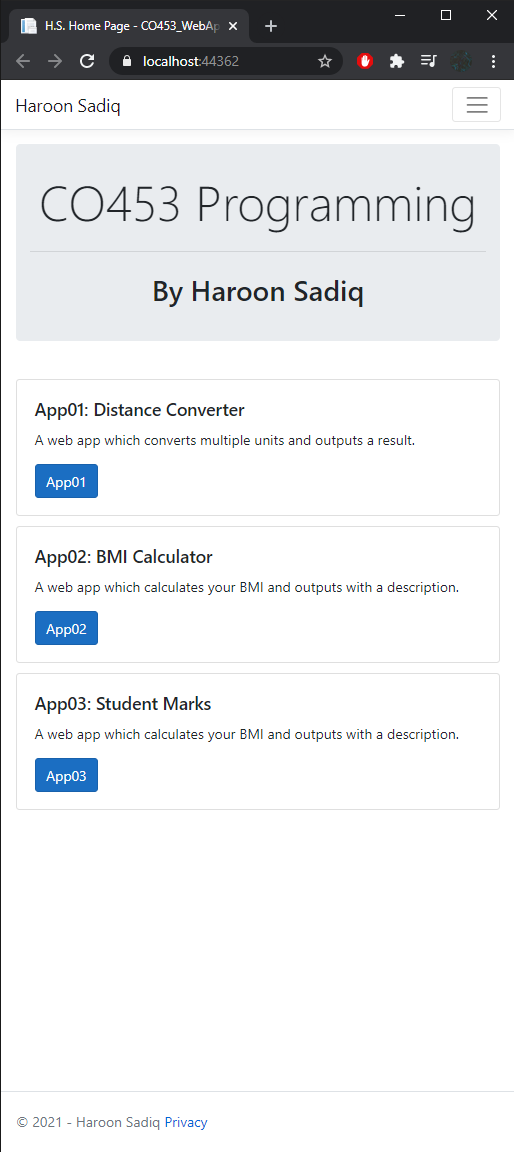 H.S. Home Page - CO453_WebAp
localhost:44362
Haroon Sadiq
CO453 Programming
By Haroon Sadiq
App01: Distance Converter
A web app which converts multiple units and outputs a result.
App01
App02: BMI Calculator
A web app which calculates your BMI and outputs with a description.
App02
App03: Student Marks
A web app which calculates your BMI and outputs with a description.
App03
© 2021 - Haroon Sadiq Privacy